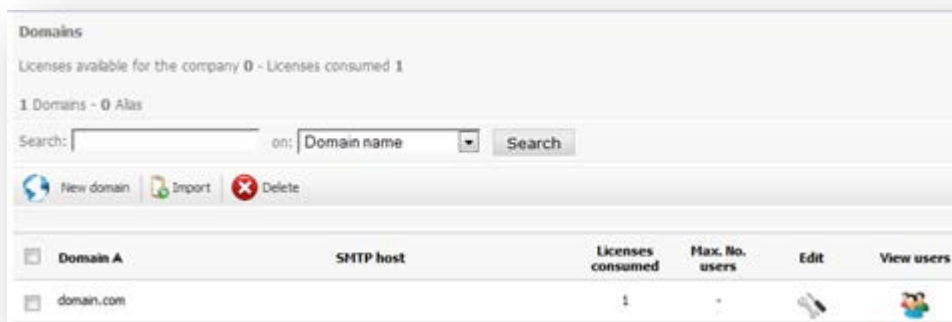 Domains
Licenses available for the company 0 - Licenses consumed 1
1 Domains - 0 Alias
Search: on: Domain name Search
New domain Import Delete
Domain A SMTP host Licenses consumed Max. No. users Edit View users
domain.com 1 -